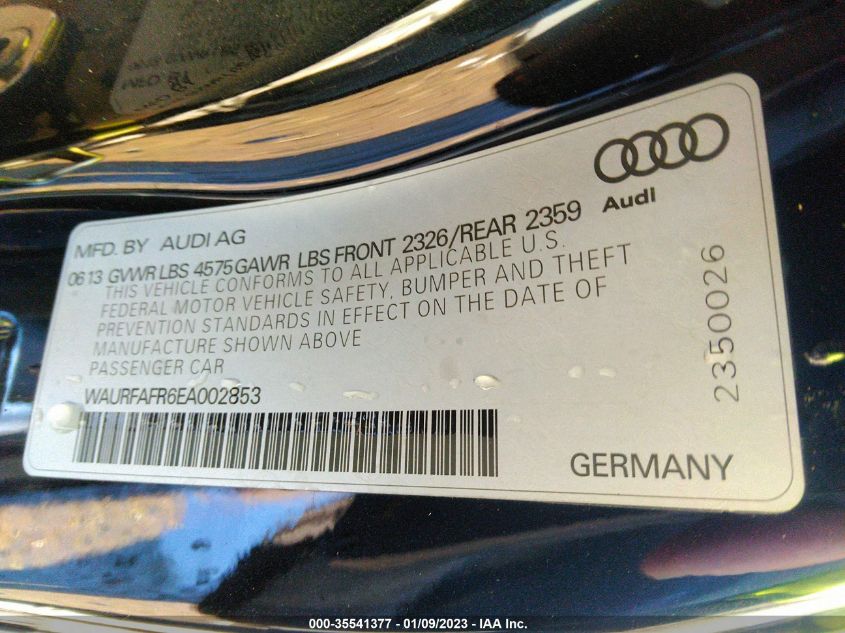 Audi
MFD. BY AUDI AG
0613 GVWR LBS 4575 GAWR LBS FRONT 2326/REAR 2359
THIS VEHICLE CONFORMS TO ALL APPLICABLE U.S.
FEDERAL MOTOR VEHICLE SAFETY, BUMPER AND THEFT
PREVENTION STANDARDS IN EFFECT ON THE DATE OF
MANUFACTURE SHOWN ABOVE
PASSENGER CAR
WAURFAFR6EA002853
GERMANY
2350026
000-35541377 — 01/09/2023 — IAA Inc.